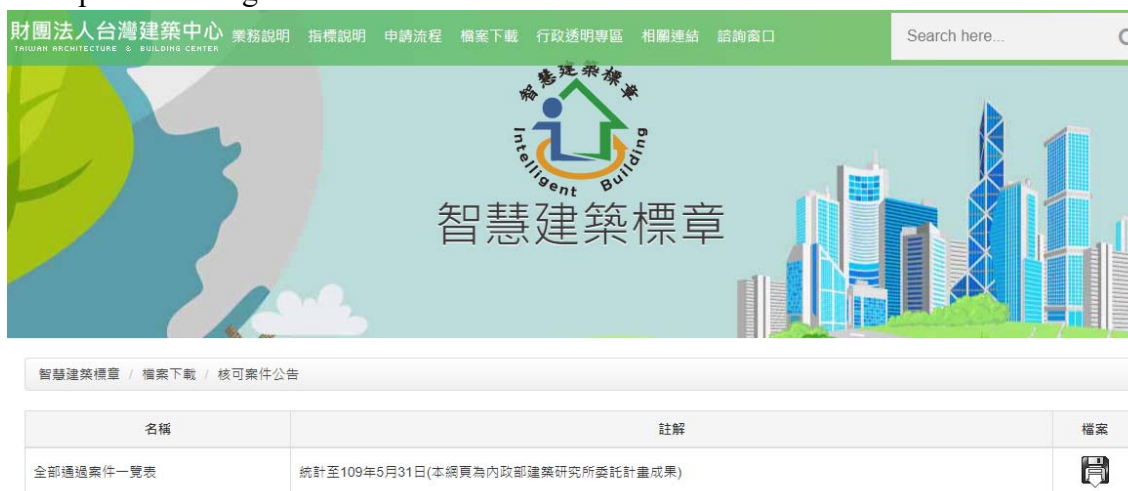 財團法人台灣建築中心 業務說明 指標說明 申請流程 檔案下載 行政透明專區 相關連結 諮詢窗口 Search here...
TAIWAN ARCHITECTURE & BUILDING CENTER
智慧建築標章
Intelligent Building
智慧建築標章
智慧建築標章 / 檔案下載 / 核可案件公告
名稱 註解 檔案
全部通過案件一覽表 統計至109年5月31日(本網頁為內政部建築研究所委託計畫成果)